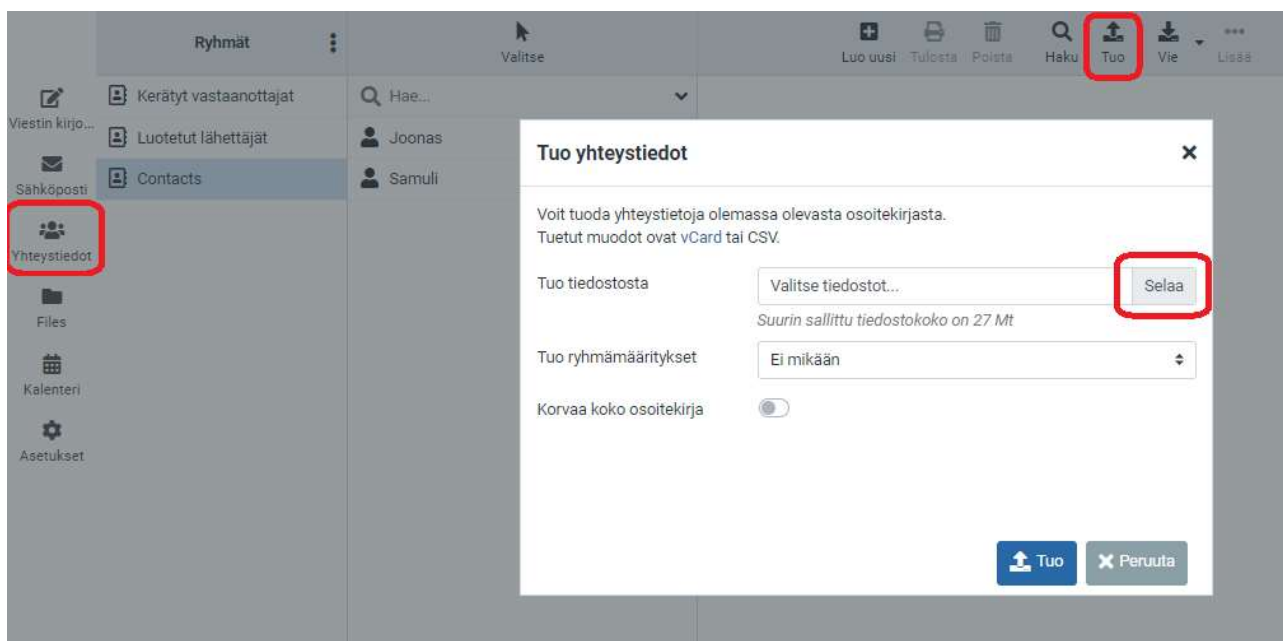 Ryhmät
Valitse
Luo uusi
Tulosta
Poista
Haku
Tuo
Vie
Lisää
Viestin kirjo...
Sähköposti
Yhteystiedot
Files
Kalenteri
Asetukset
Kerätyt vastaanottajat
Luotetut lähettäjät
Contacts
Hae...
Joonas
Samuli
Tuo yhteystiedot
Voit tuoda yhteystietoja olemassa olevasta osoitekirjasta.
Tuetut muodot ovat vCard tai CSV.
Tuo tiedostosta
Valitse tiedostot...
Selaa
Suurin sallittu tiedostokoko on 27 Mt
Tuo ryhmämääritykset
Ei mikään
Korvaa koko osoitekirja
Tuo
Peruuta